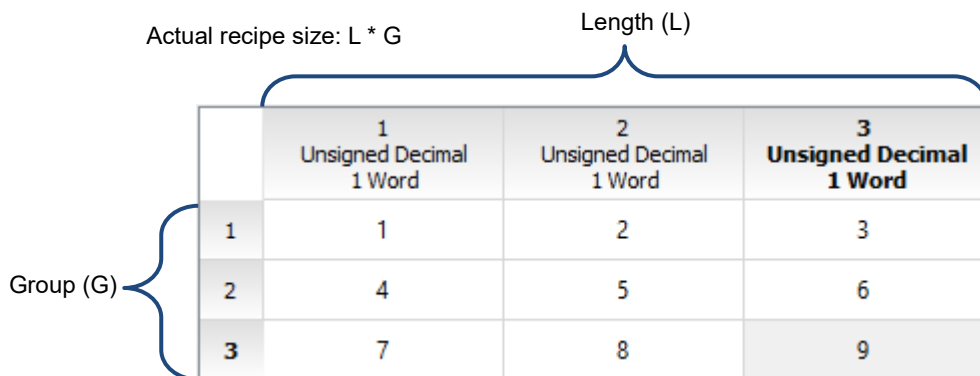 Length (L)
Actual recipe size: L * G
1 2 3
Unsigned Decimal Unsigned Decimal Unsigned Decimal
1 Word 1 Word 1 Word
1 1 2 3
Group (G)
2 4 5 6
3 7 8 9